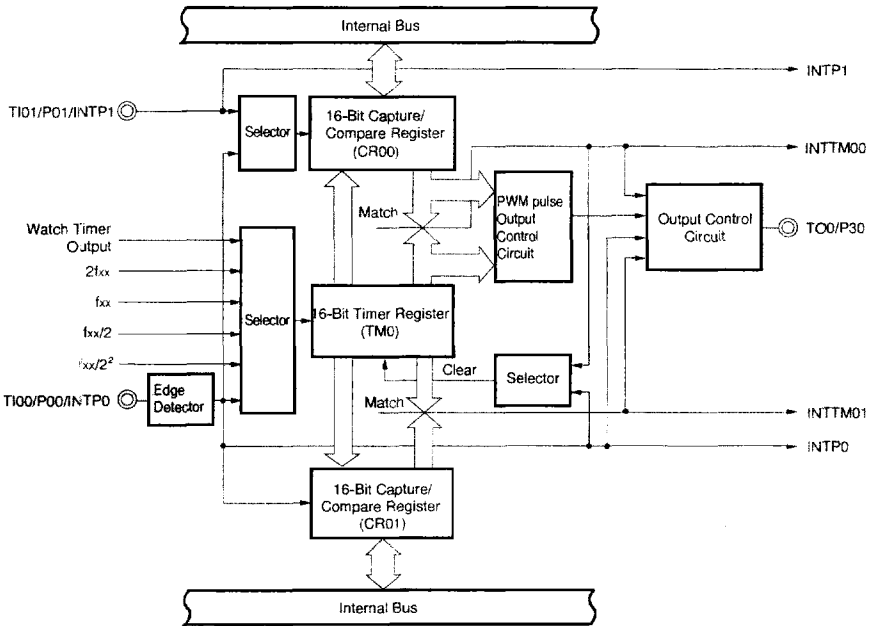 Internal Bus
INTP1
TI01/P01/INTP1
Selector
16-Bit Capture/
Compare Register
(CR00)
INTTM00
Match
PWM pulse
Output
Control
Circuit
Output Control
Circuit
TO0/P30
Watch Timer
Output
2fxx
fxx
fxx/2
fxx/2²
Selector
16-Bit Timer Register
(TM0)
Clear
Selector
TI00/P00/INTP0
Edge
Detector
Match
INTTM01
INTP0
16-Bit Capture/
Compare Register
(CR01)
Internal Bus